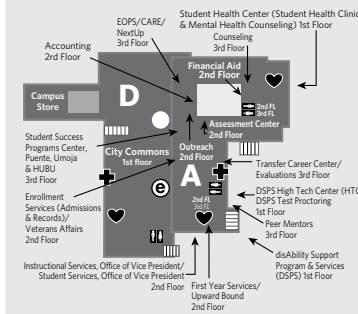 Student Health Center (Student Health Clinic
& Mental Health Counseling) 1st Floor
EOPS/CARE/
NextUp
3rd Floor
Counseling
3rd Floor
Accounting
2nd Floor
Financial Aid
2nd Floor
Campus
Store
D
2nd FL
3rd FL
Assessment Center
2nd Floor
Student Success
Programs Center,
Puente, Umoja
& HUBU
3rd Floor
City Commons
1st floor
Outreach
2nd Floor
Transfer Career Center/
Evaluations 3rd Floor
A
e
Enrollment
Services (Admissions
& Records)/
Veterans Affairs
2nd Floor
DSPS High Tech Center (HTC
DSPS Test Proctoring
1st Floor
2nd FL
3rd FL
Peer Mentors
3rd Floor
disAbility Support
Program & Services
(DSPS) 1st Floor
Instructional Services, Office of Vice President/
Student Services, Office of Vice President
2nd Floor
First Year Services/
Upward Bound
2nd Floor